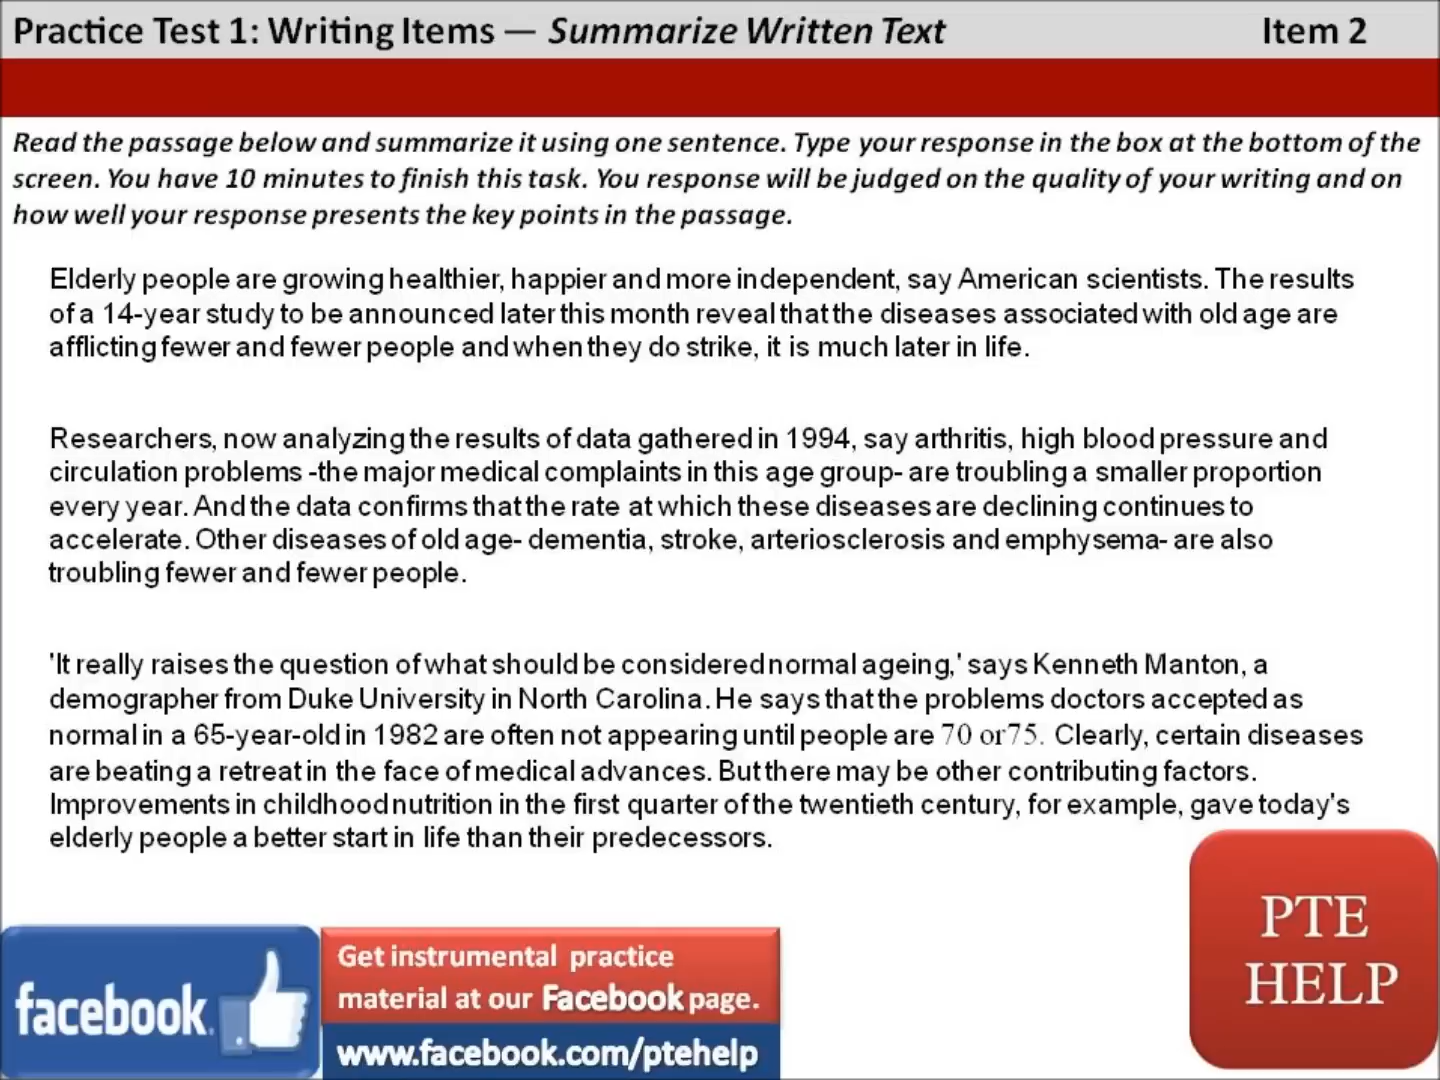 Practice Test 1: Writing Items — Summarize Written Text Item 2
Read the passage below and summarize it using one sentence. Type your response in the box at the bottom of the
screen. You have 10 minutes to finish this task. You response will be judged on the quality of your writing and on
how well your response presents the key points in the passage.
Elderly people are growing healthier, happier and more independent, say American scientists. The results
of a 14-year study to be announced later this month reveal that the diseases associated with old age are
afflicting fewer and fewer people and when they do strike, it is much later in life.
Researchers, now analyzing the results of data gathered in 1994, say arthritis, high blood pressure and
circulation problems -the major medical complaints in this age group- are troubling a smaller proportion
every year. And the data confirms that the rate at which these diseases are declining continues to
accelerate. Other diseases of old age- dementia, stroke, arteriosclerosis and emphysema- are also
troubling fewer and fewer people.
'It really raises the question of what should be considered normal ageing,' says Kenneth Manton, a
demographer from Duke University in North Carolina. He says that the problems doctors accepted as
normal in a 65-year-old in 1982 are often not appearing until people are 70 or 75. Clearly, certain diseases
are beating a retreat in the face of medical advances. But there may be other contributing factors.
Improvements in childhood nutrition in the first quarter of the twentieth century, for example, gave today's
elderly people a better start in life than their predecessors.
PTE
HELP
facebook.
Get instrumental practice
material at our Facebook page.
www.facebook.com/ptehelp